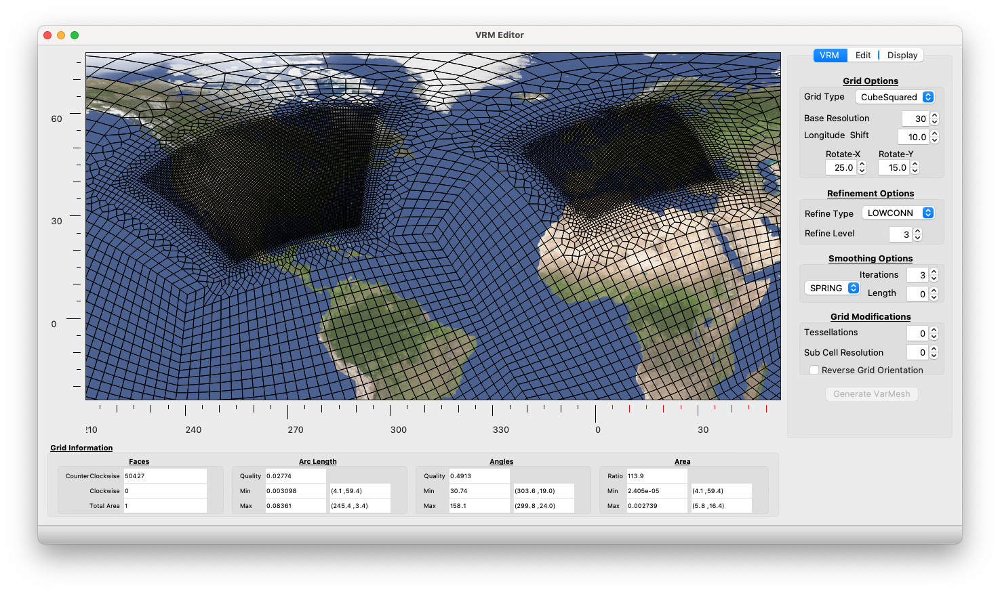 VRM Editor
VRM Edit Display
Grid Options
Grid Type CubeSquared
Base Resolution 30
Longitude Shift 10.0
Rotate-X Rotate-Y
25.0 15.0
Refinement Options
Refine Type LOWCONN
Refine Level 3
Smoothing Options
Iterations 3
SPRING
Length 0
Grid Modifications
Tessellations 0
Sub Cell Resolution 0
Reverse Grid Orientation
Generate VarMesh
60
30
0
210 240 270 300 330 0 30
Grid Information
Faces
CounterClockwise 50427
Clockwise 0
Total Area 1
Arc Length
Quality 0.02774
Min 0.003098 (4.1 ,59.4)
Max 0.08361 (245.4 ,3.4)
Angles
Quality 0.4913
Min 30.74 (303.6 ,19.0)
Max 158.1 (299.8 ,24.0)
Area
Ratio 113.9
Min 2.405e-05 (4.1 ,59.4)
Max 0.002739 (5.8 ,16.4)